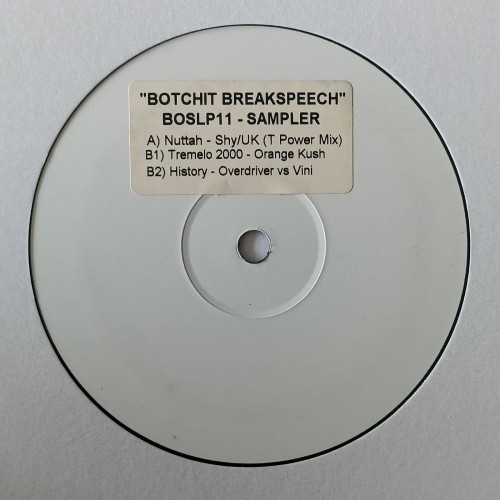 "BOTCHIT BREAKSPEECH"
BOSLP11 - SAMPLER
A) Nuttah - Shy/UK (T Power Mix)
B1) Tremelo 2000 - Orange Kush
B2) History - Overdriver vs Vini